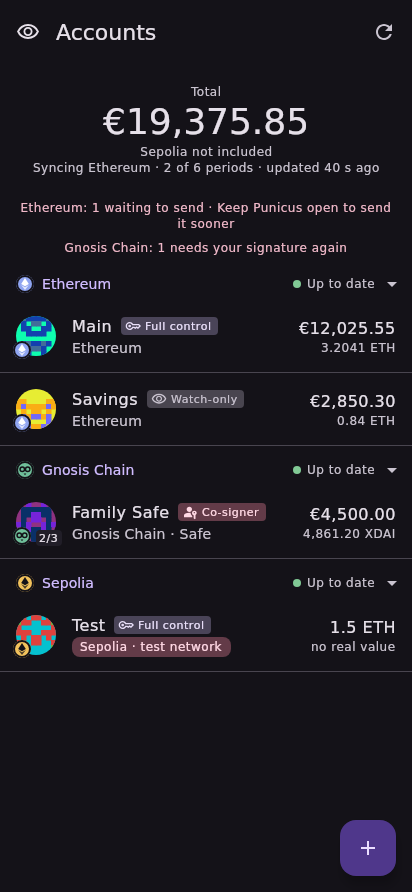 Accounts
Total
€19,375.85
Sepolia not included
Syncing Ethereum · 2 of 6 periods · updated 40 s ago
Ethereum: 1 waiting to send · Keep Punicus open to send
it sooner
Gnosis Chain: 1 needs your signature again
Ethereum Up to date
Main Full control €12,025.55
Ethereum 3.2041 ETH
Savings Watch-only €2,850.30
Ethereum 0.84 ETH
Gnosis Chain Up to date
Family Safe Co-signer €4,500.00
2/3 Gnosis Chain · Safe 4,861.20 XDAI
Sepolia Up to date
Test Full control 1.5 ETH
Sepolia · test network no real value
+